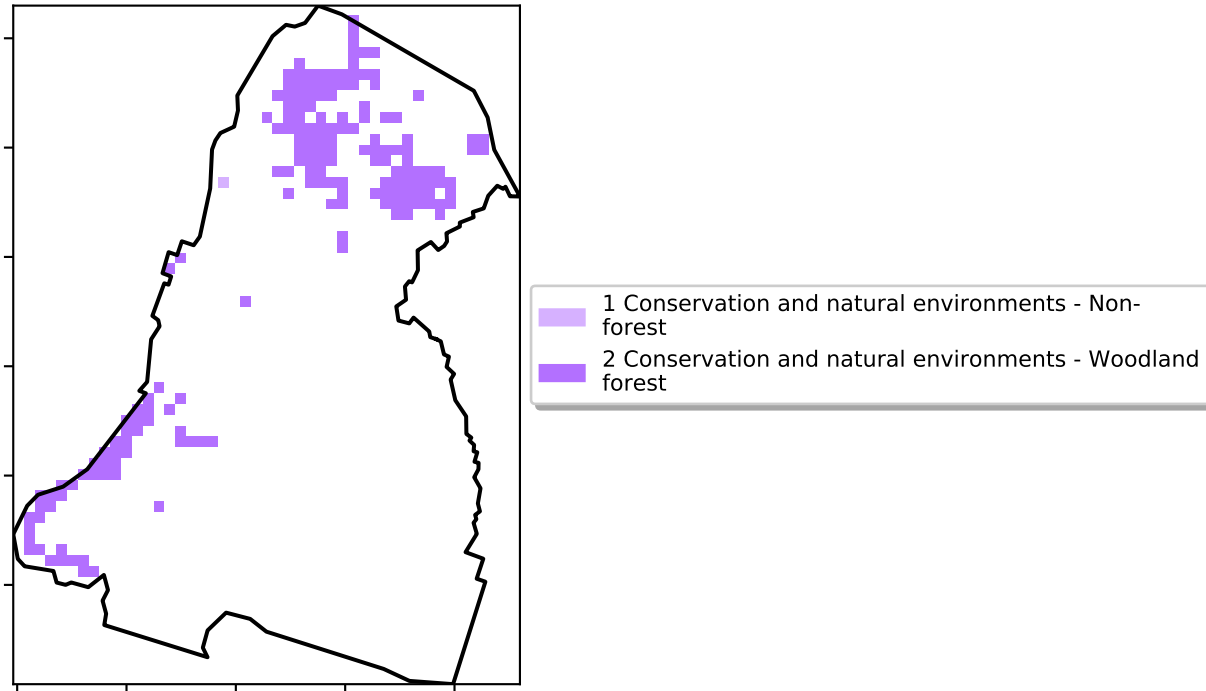 1 Conservation and natural environments - Non-
forest
2 Conservation and natural environments - Woodland
forest